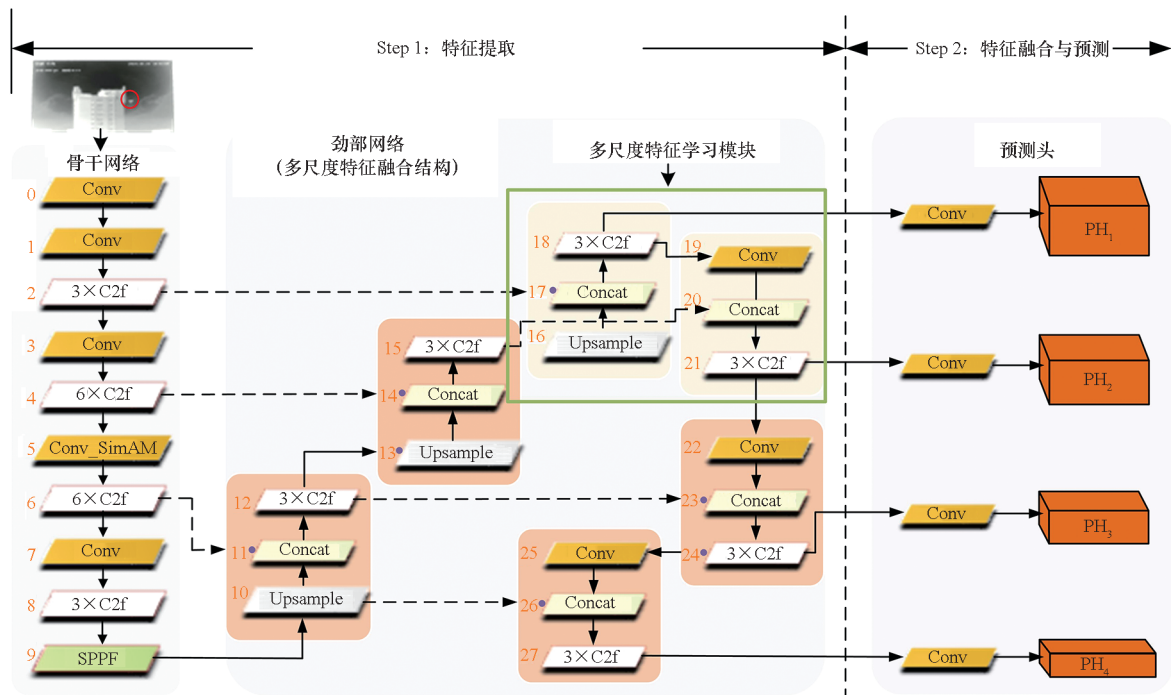 Step 1：特征提取
Step 2：特征融合与预测
骨干网络
0 Conv
1 Conv
2 3×C2f
3 Conv
4 6×C2f
5 Conv_SimAM
6 6×C2f
7 Conv
8 3×C2f
9 SPPF
劲部网络
(多尺度特征融合结构)
12 3×C2f
11 Concat
10 Upsample
15 3×C2f
14 Concat
13 Upsample
多尺度特征学习模块
18 3×C2f
17 Concat
16 Upsample
19 Conv
20 Concat
21 3×C2f
22 Conv
23 Concat
24 3×C2f
25 Conv
26 Concat
27 3×C2f
预测头
Conv PH₁
Conv PH₂
Conv PH₃
Conv PH₄